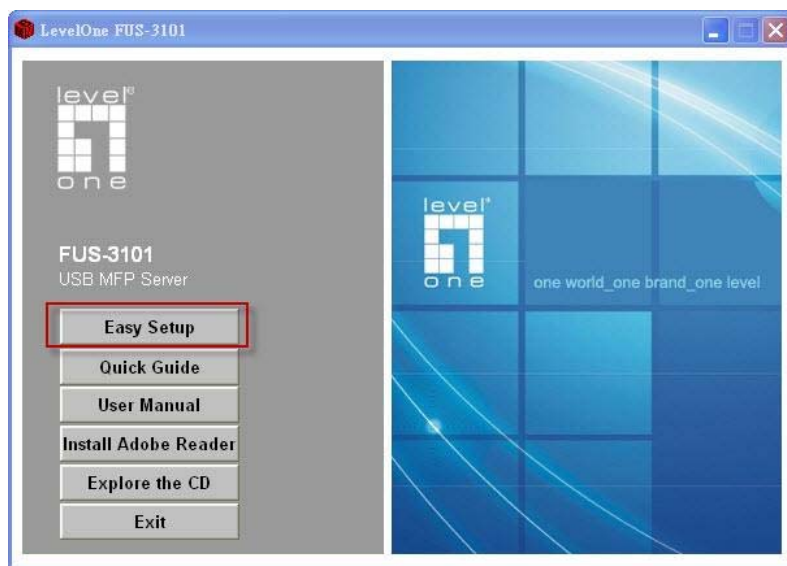 LevelOne FUS-3101
level®
one
FUS-3101
USB MFP Server
Easy Setup
Quick Guide
User Manual
Install Adobe Reader
Explore the CD
Exit
level®
one
one world_one brand_one level